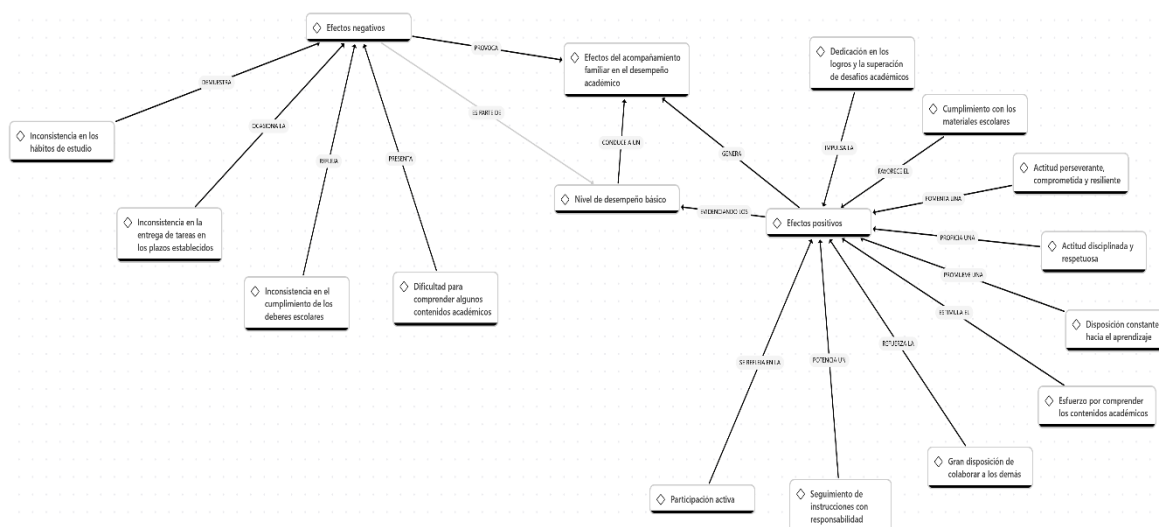 Efectos negativos
PROVOCA
Efectos del acompañamiento
familiar en el desempeño
académico
Dedicación en los
logros y la superación
de desafíos académicos
DEMUESTRA
OCASIONA LA
REFLEJA
PRESENTA
ES PARTE DE
CONDUCE A UN
GENERA
IMPULSA LA
Cumplimiento con los
materiales escolares
FAVORECE EL
Inconsistencia en los
hábitos de estudio
Actitud perseverante,
comprometida y resiliente
FOMENTA UNA
Nivel de desempeño básico
EVIDENCIANDO LOS
Efectos positivos
PROPICIA UNA
Actitud disciplinada y
respetuosa
Inconsistencia en la
entrega de tareas en
los plazos establecidos
PROMUEVE UNA
Inconsistencia en el
cumplimiento de los
deberes escolares
Dificultad para
comprender algunos
contenidos académicos
ESTIMULA EL
Disposición constante
hacia el aprendizaje
REFUERZA LA
SE REFLEJA EN LA
POTENCIA UN
Esfuerzo por comprender
los contenidos académicos
Gran disposición de
colaborar a los demás
Participación activa
Seguimiento de
instrucciones con
responsabilidad